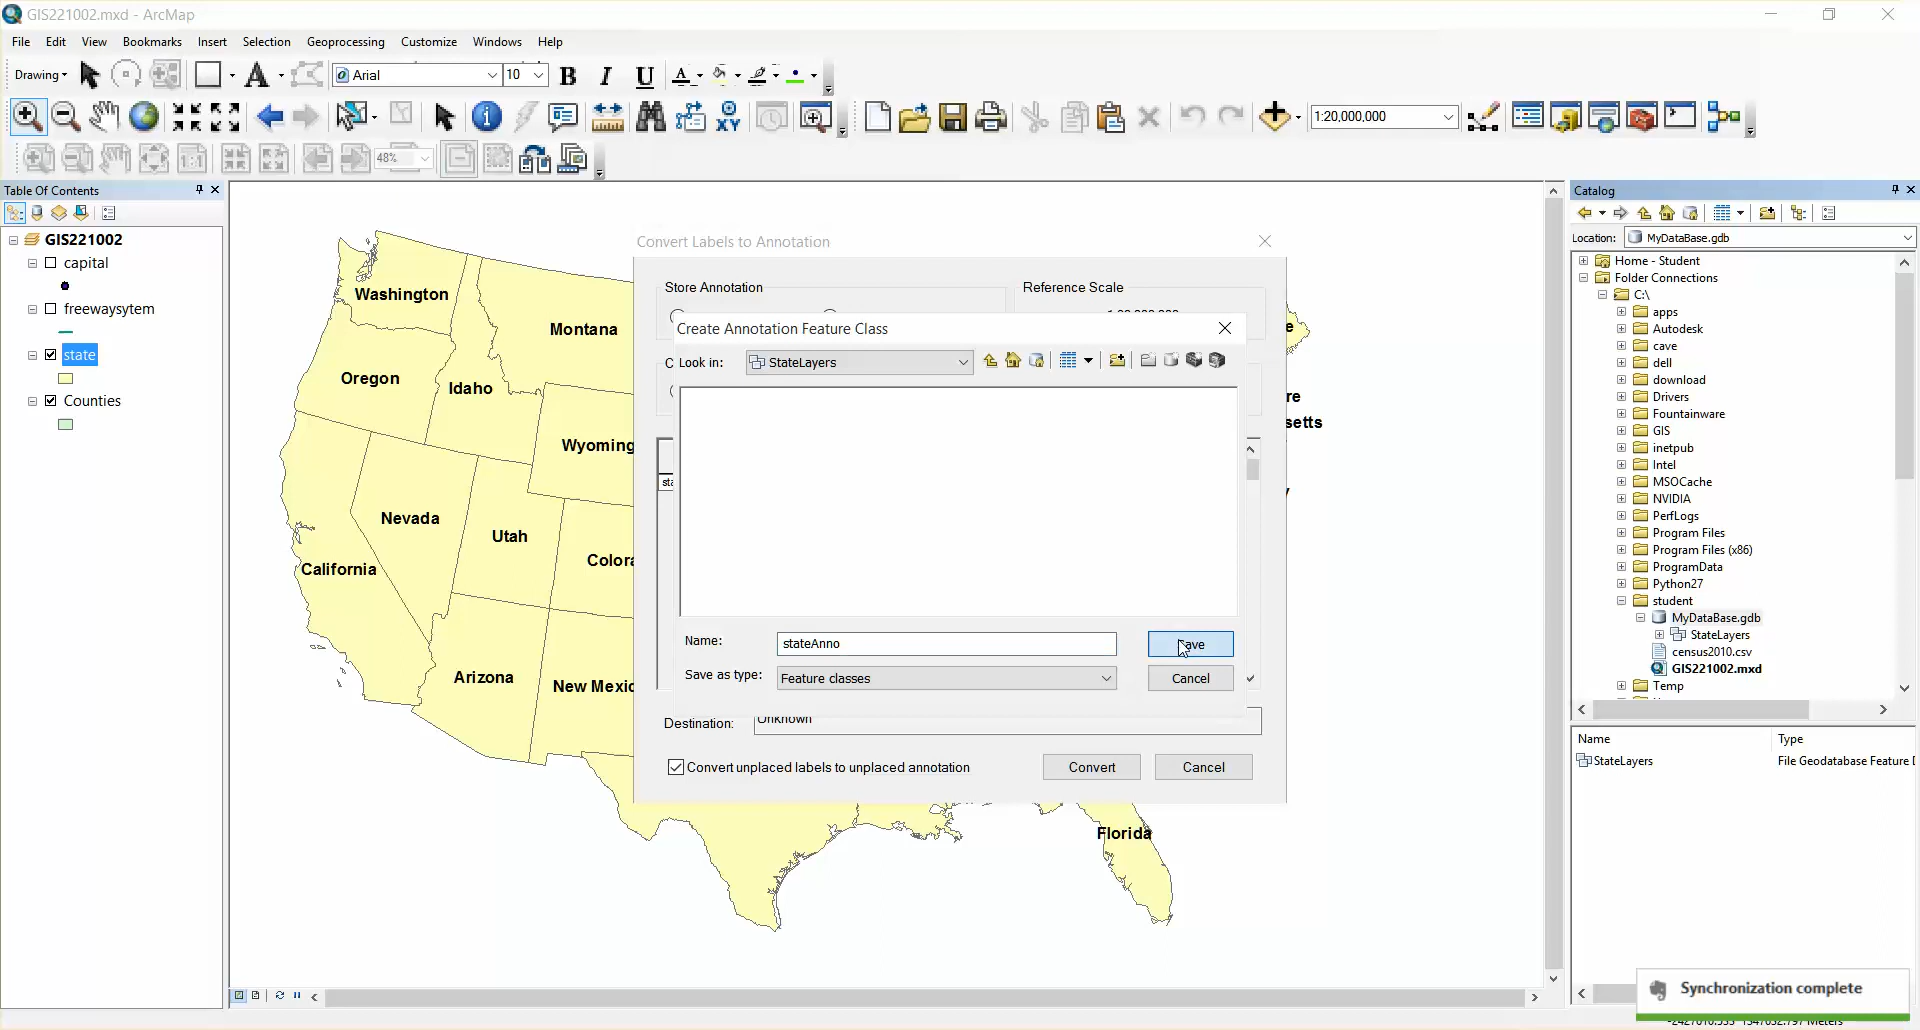 GIS221002.mxd - ArcMap
File Edit View Bookmarks Insert Selection Geoprocessing Customize Windows Help
Drawing Arial 10 B I U
1:20,000,000
48%
Table Of Contents
GIS221002
capital
freewaysytem
state
Counties
Washington
Montana
Oregon
Idaho
Wyoming
Nevada
Utah
Colora
California
Arizona
New Mexic
Florida
re
setts
Convert Labels to Annotation
Store Annotation
Reference Scale
Create Annotation Feature Class
Look in: StateLayers
Name: stateAnno
Save as type: Feature classes
Cancel
Destination: Unknown
Convert unplaced labels to unplaced annotation
Convert Cancel
Catalog
Location: MyDataBase.gdb
Home - Student
Folder Connections
C:\
apps
Autodesk
cave
dell
download
Drivers
Fountainware
GIS
inetpub
Intel
MSOCache
NVIDIA
PerfLogs
Program Files
Program Files (x86)
ProgramData
Python27
student
MyDataBase.gdb
StateLayers
census2010.csv
GIS221002.mxd
Temp
Name Type
StateLayers File Geodatabase Feature D
Synchronization complete